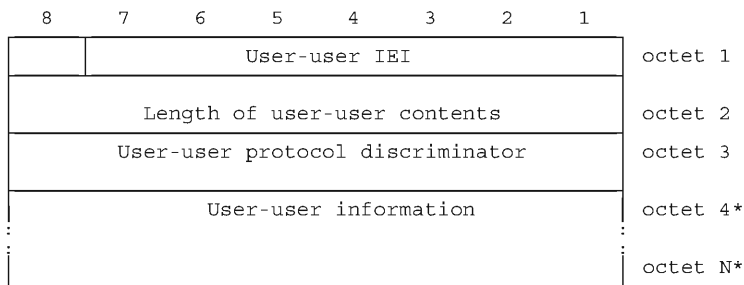 8 7 6 5 4 3 2 1
User-user IEI octet 1
Length of user-user contents octet 2
User-user protocol discriminator octet 3
User-user information octet 4*
octet N*